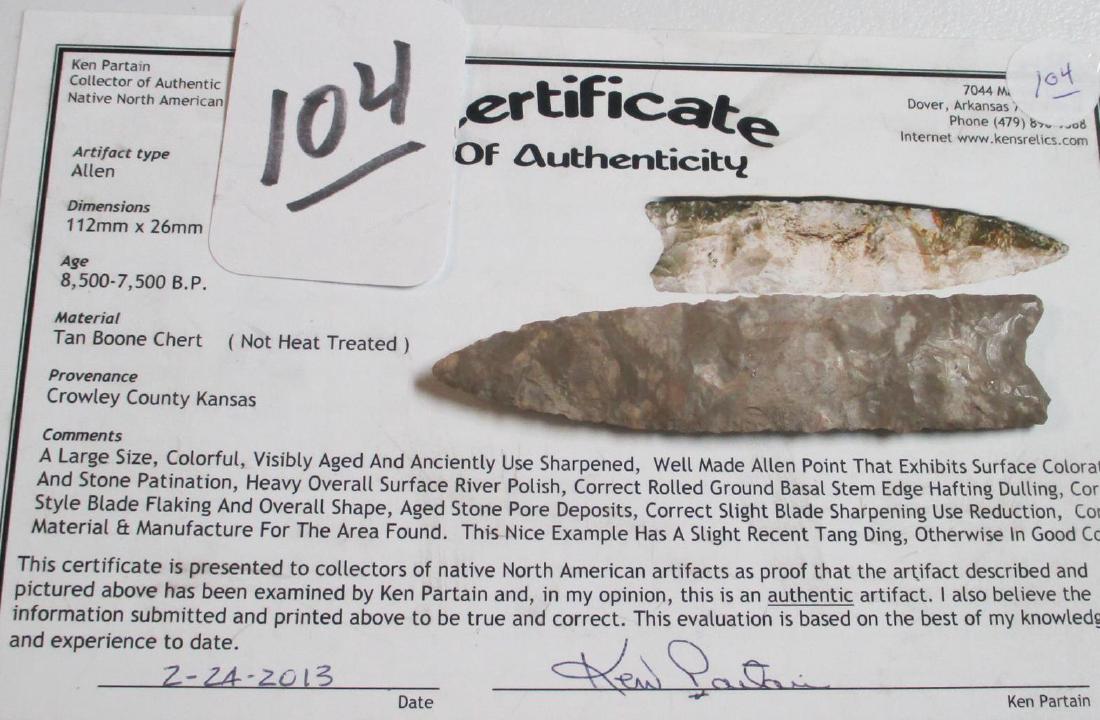 Ken Partain
Collector of Authentic
Native North American
104
ertificate
Of Authenticity
7044
Dover, Arkansas
Phone (479)
Internet www.kensrelics.com
104
Artifact type
Allen
Dimensions
112mm x 26mm
Age
8,500-7,500 B.P.
Material
Tan Boone Chert ( Not Heat Treated )
Provenance
Crowley County Kansas
Comments
A Large Size, Colorful, Visibly Aged And Anciently Use Sharpened, Well Made Allen Point That Exhibits Surface Colorat
And Stone Patination, Heavy Overall Surface River Polish, Correct Rolled Ground Basal Stem Edge Hafting Dulling, Cor
Style Blade Flaking And Overall Shape, Aged Stone Pore Deposits, Correct Slight Blade Sharpening Use Reduction, Co
Material & Manufacture For The Area Found. This Nice Example Has A Slight Recent Tang Ding, Otherwise In Good Co
This certificate is presented to collectors of native North American artifacts as proof that the artifact described and
pictured above has been examined by Ken Partain and, in my opinion, this is an authentic artifact. I also believe the
information submitted and printed above to be true and correct. This evaluation is based on the best of my knowledg
and experience to date.
2-24-2013 Ken Partain
Date Ken Partain